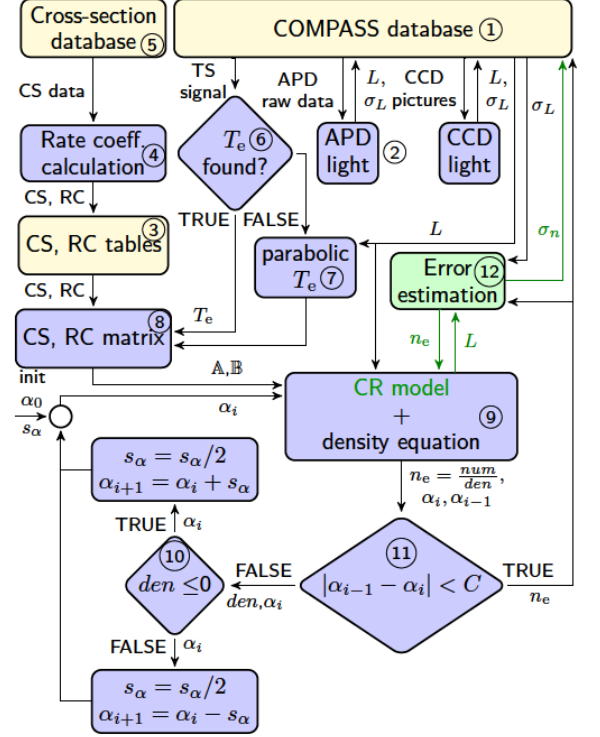 Cross-section
database ⑤
COMPASS database ①
CS data
TS
signal
APD
raw data
L,
σ_L
CCD
pictures
L,
σ_L
σ_L
Rate coeff.
calculation ④
T_e ⑥
found?
APD
light
②
CCD
light
CS, RC
TRUE
FALSE
L
σ_n
③
CS, RC tables
parabolic
T_e ⑦
Error
estimation
⑫
CS, RC
T_e
n_e
L
⑧
CS, RC matrix
init
𝔸,𝔹
α_0
s_α
α_i
CR model
+
density equation
⑨
s_α = s_α/2
α_{i+1} = α_i + s_α
n_e = num/den,
α_i, α_{i−1}
TRUE
α_i
⑩
den ≤0
FALSE
den,α_i
⑪
|α_{i−1} − α_i| < C
TRUE
n_e
FALSE
α_i
s_α = s_α/2
α_{i+1} = α_i − s_α